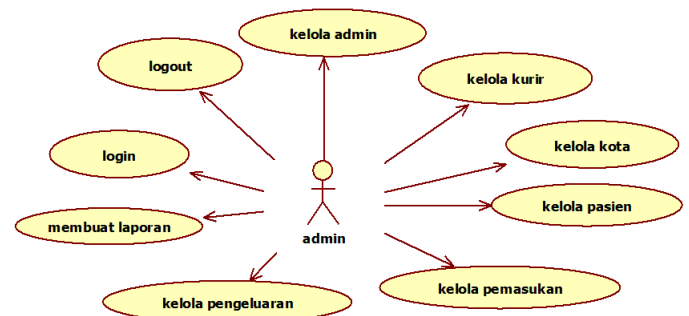 kelola admin
logout
kelola kurir
login
kelola kota
kelola pasien
membuat laporan
admin
kelola pemasukan
kelola pengeluaran